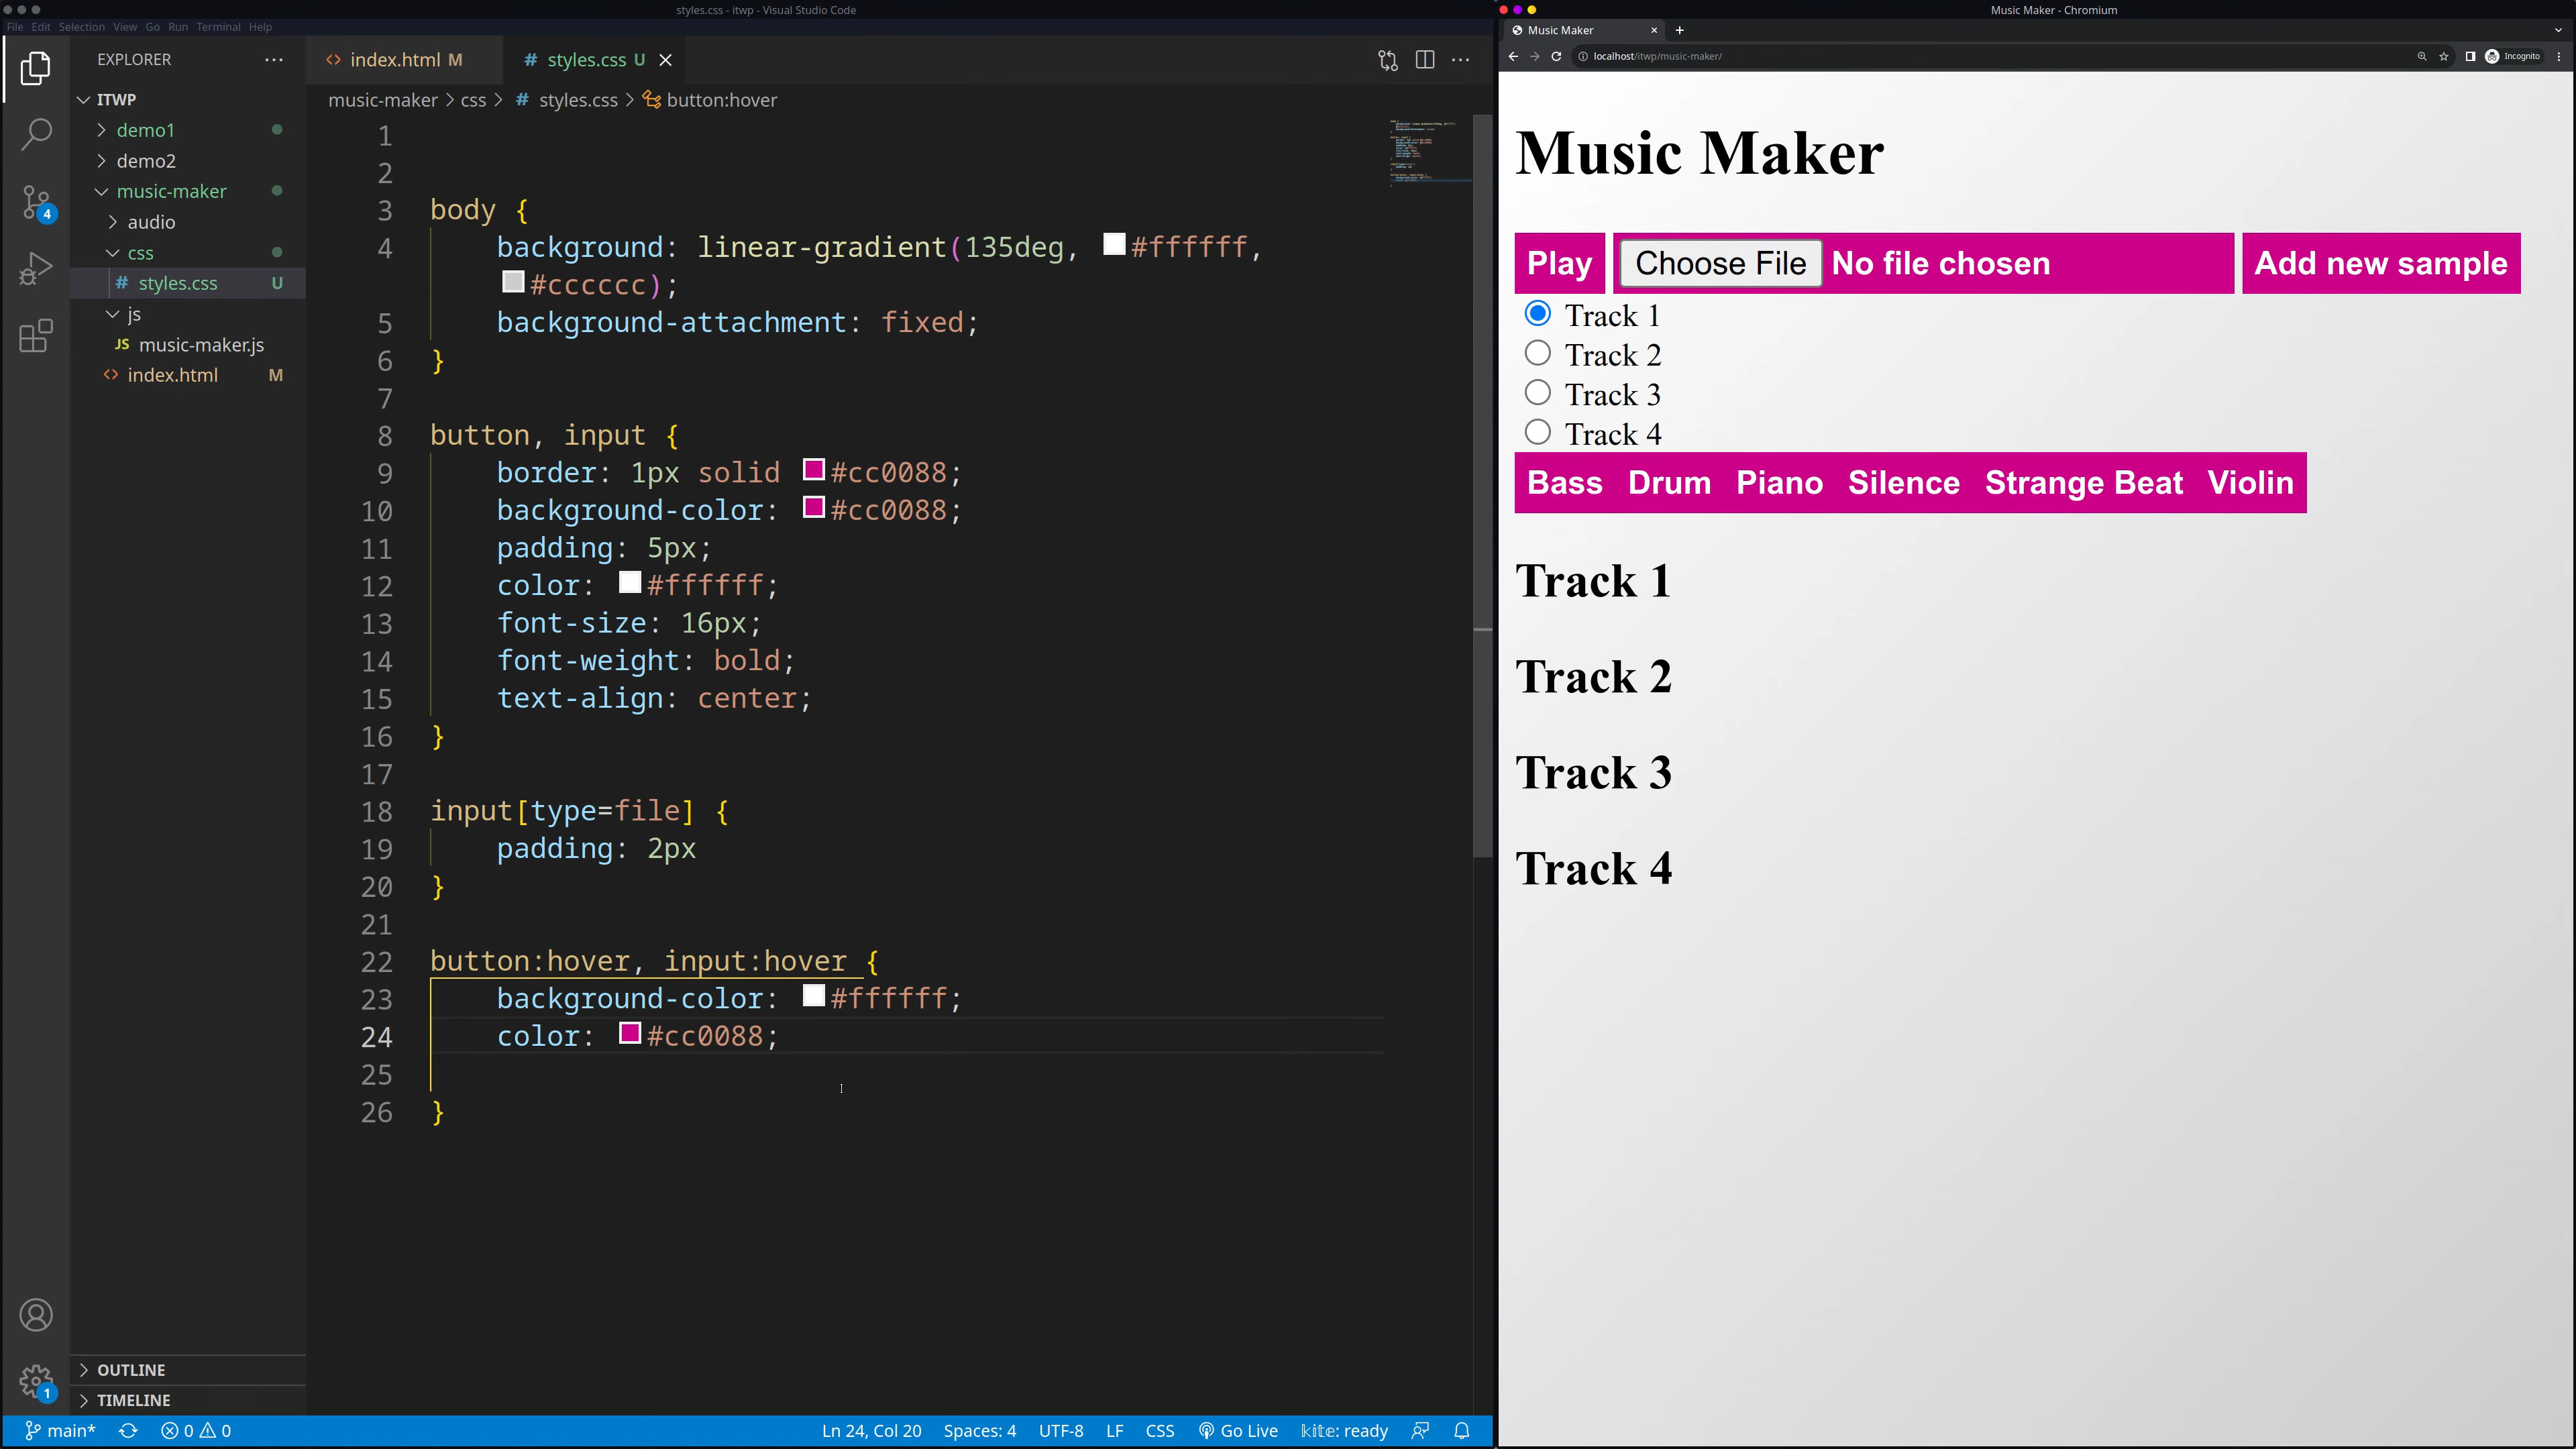 styles.css - itwp - Visual Studio Code
File Edit Selection View Go Run Terminal Help
EXPLORER
ITWP
demo1
demo2
music-maker
audio
css
# styles.css U
js
JS music-maker.js
<> index.html M
OUTLINE
TIMELINE
4
1
<> index.html M
# styles.css U
music-maker > css > # styles.css > button:hover
1
2
3 body {
4 background: linear-gradient(135deg, #ffffff,
#cccccc);
5 background-attachment: fixed;
6 }
7
8 button, input {
9 border: 1px solid #cc0088;
10 background-color: #cc0088;
11 padding: 5px;
12 color: #ffffff;
13 font-size: 16px;
14 font-weight: bold;
15 text-align: center;
16 }
17
18 input[type=file] {
19 padding: 2px
20 }
21
22 button:hover, input:hover {
23 background-color: #ffffff;
24 color: #cc0088;
25
26 }
main* 0 0 Ln 24, Col 20 Spaces: 4 UTF-8 LF CSS Go Live kite: ready
Music Maker - Chromium
Music Maker
localhost/itwp/music-maker/ Incognito
Music Maker
Play Choose File No file chosen Add new sample
Track 1
Track 2
Track 3
Track 4
Bass Drum Piano Silence Strange Beat Violin
Track 1
Track 2
Track 3
Track 4